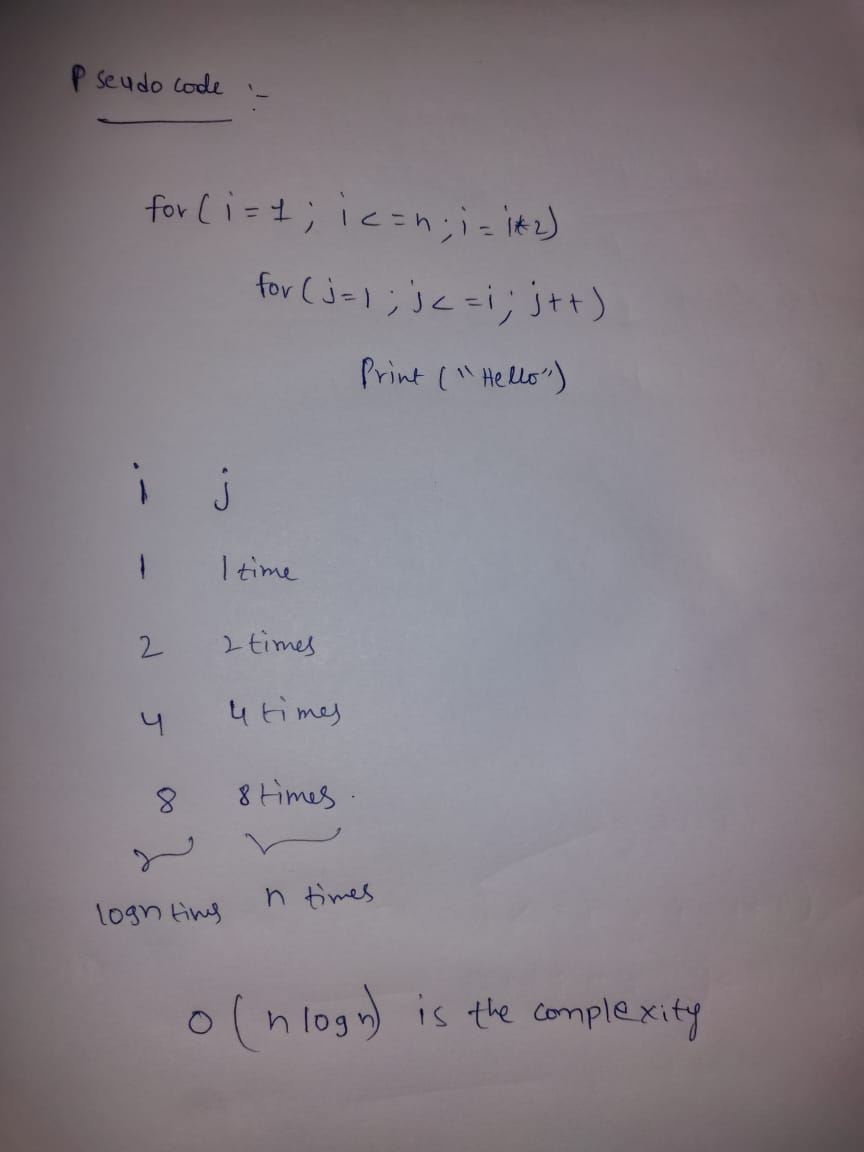 Pseudo code :-
for(i=1; i<=n;i=i*2)
for(j=1; j<=i; j++)
Print ("Hello")
i j
1 1 time
2 2 times
4 4 times
8 8 times.
logn times n times
O(nlogn) is the complexity